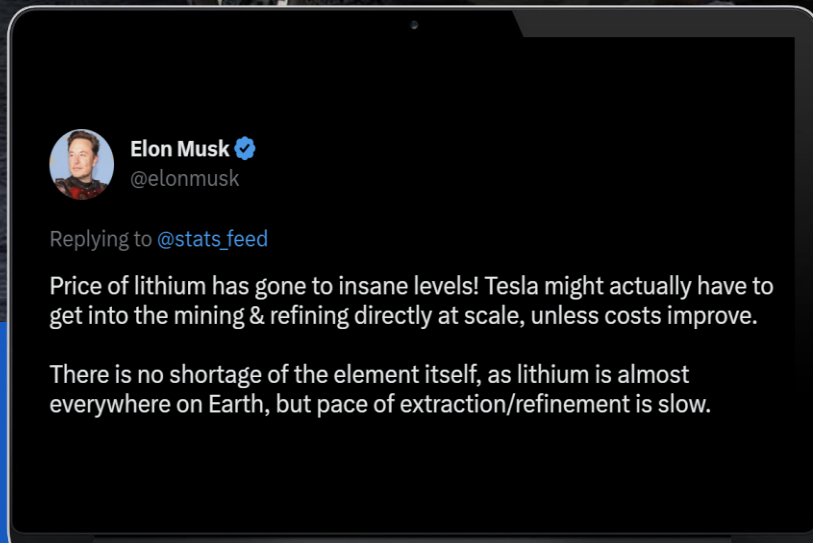 Elon Musk
@elonmusk
Replying to @stats_feed
Price of lithium has gone to insane levels! Tesla might actually have to
get into the mining & refining directly at scale, unless costs improve.
There is no shortage of the element itself, as lithium is almost
everywhere on Earth, but pace of extraction/refinement is slow.